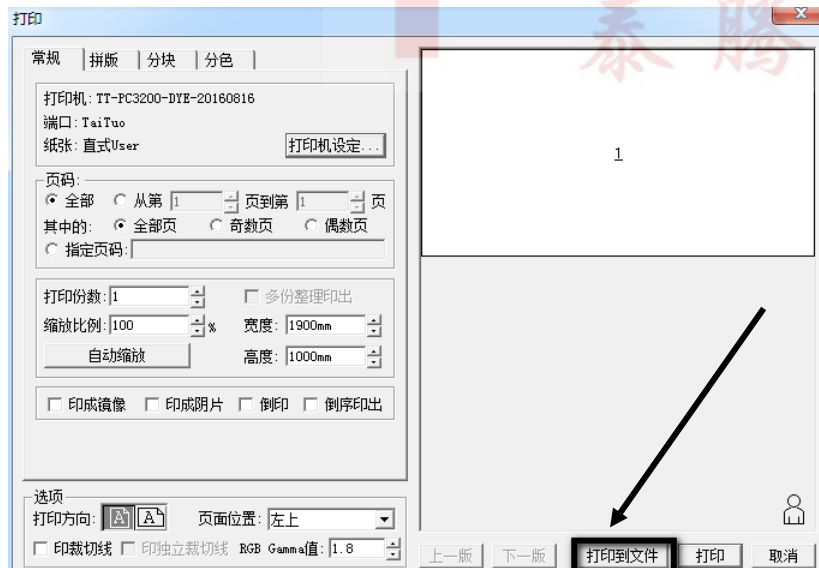 打印
泰腾
常规 拼版 分块 分色
打印机: TT-PC3200-DYE-20160816
端口: TaiTuo
纸张: 直式User 打印机设定...
页码:
全部 从第 1 页到第 1 页
其中的: 全部页 奇数页 偶数页
指定页码:
打印份数: 1 多份整理印出
缩放比例: 100 % 宽度: 1900mm
自动缩放 高度: 1000mm
印成镜像 印成阴片 倒印 倒序印出
1
选项
打印方向: A A 页面位置: 左上
印裁切线 印独立裁切线 RGB Gamma值: 1.8
上一版 下一版 打印到文件 打印 取消